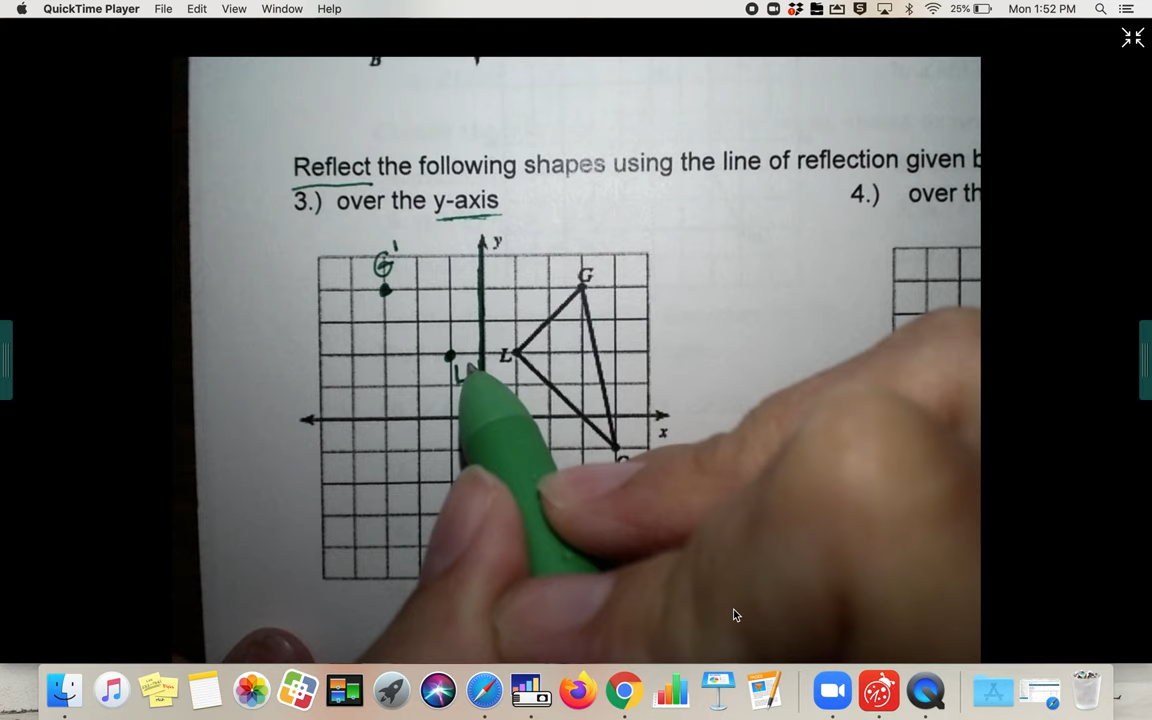 QuickTime Player File Edit View Window Help
25% Mon 1:52 PM
B
Reflect the following shapes using the line of reflection given b
3.) over the y-axis
4.) over th
G'
y
G
L
L
x